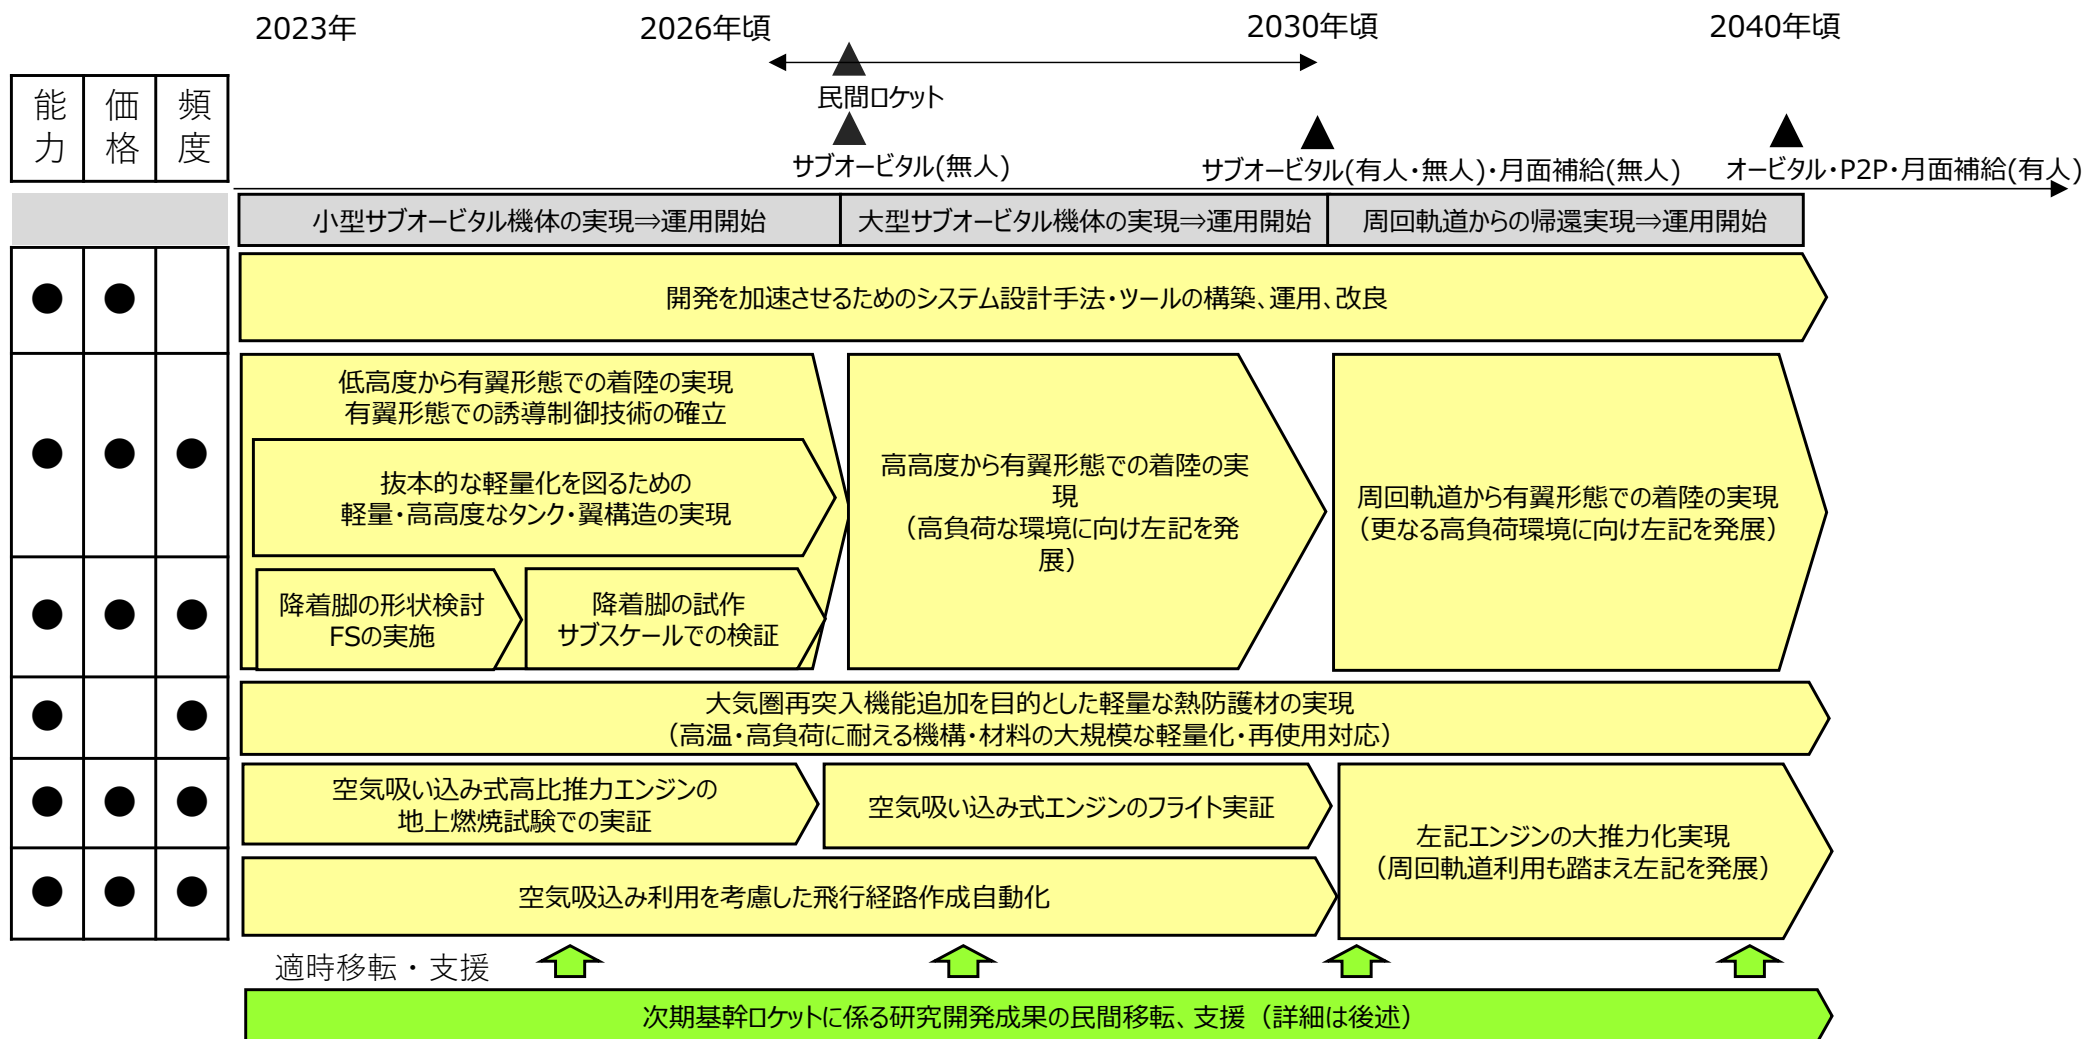 2023年
2026年頃
2030年頃
2040年頃
能力
価格
頻度
民間ロケット
サブオービタル(無人)
サブオービタル(有人・無人)・月面補給(無人)
オービタル・P2P・月面補給(有人)
小型サブオービタル機体の実現⇒運用開始
大型サブオービタル機体の実現⇒運用開始
周回軌道からの帰還実現⇒運用開始
● ●
開発を加速させるためのシステム設計手法・ツールの構築、運用、改良
● ● ●
低高度から有翼形態での着陸の実現
有翼形態での誘導制御技術の確立
抜本的な軽量化を図るための
軽量・高高度なタンク・翼構造の実現
高高度から有翼形態での着陸の実
現
（高負荷な環境に向け左記を発
展）
周回軌道から有翼形態での着陸の実現
（更なる高負荷環境に向け左記を発展）
● ● ●
降着脚の形状検討
FSの実施
降着脚の試作
サブスケールでの検証
● ●
大気圏再突入機能追加を目的とした軽量な熱防護材の実現
（高温・高負荷に耐える機構・材料の大規模な軽量化・再使用対応）
● ● ●
空気吸い込み式高比推力エンジンの
地上燃焼試験での実証
空気吸い込み式エンジンのフライト実証
左記エンジンの大推力化実現
（周回軌道利用も踏まえ左記を発展）
● ● ●
空気吸込み利用を考慮した飛行経路作成自動化
適時移転・支援
次期基幹ロケットに係る研究開発成果の民間移転、支援（詳細は後述）